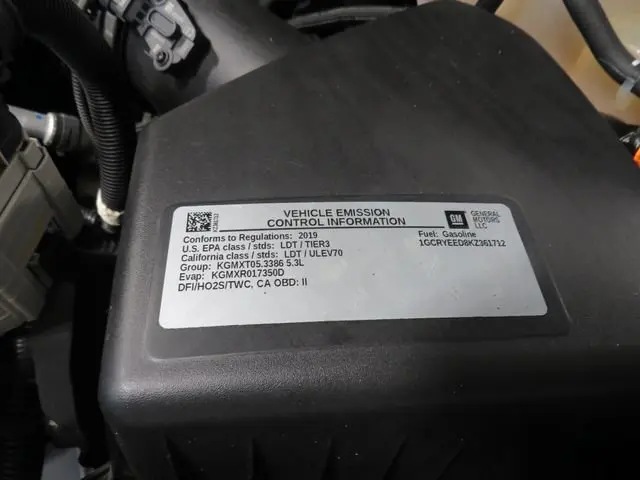 VEHICLE EMISSION
CONTROL INFORMATION
GM
GENERAL
MOTORS
LLC
Conforms to Regulations: 2019
U.S. EPA class / stds: LDT / TIER3
California class / stds: LDT / ULEV70
Group: KGMXT05.3386 5.3L
Evap: KGMXR017350D
DFI/HO2S/TWC, CA OBD: II
Fuel: Gasoline
1GCRYEED8KZ361712